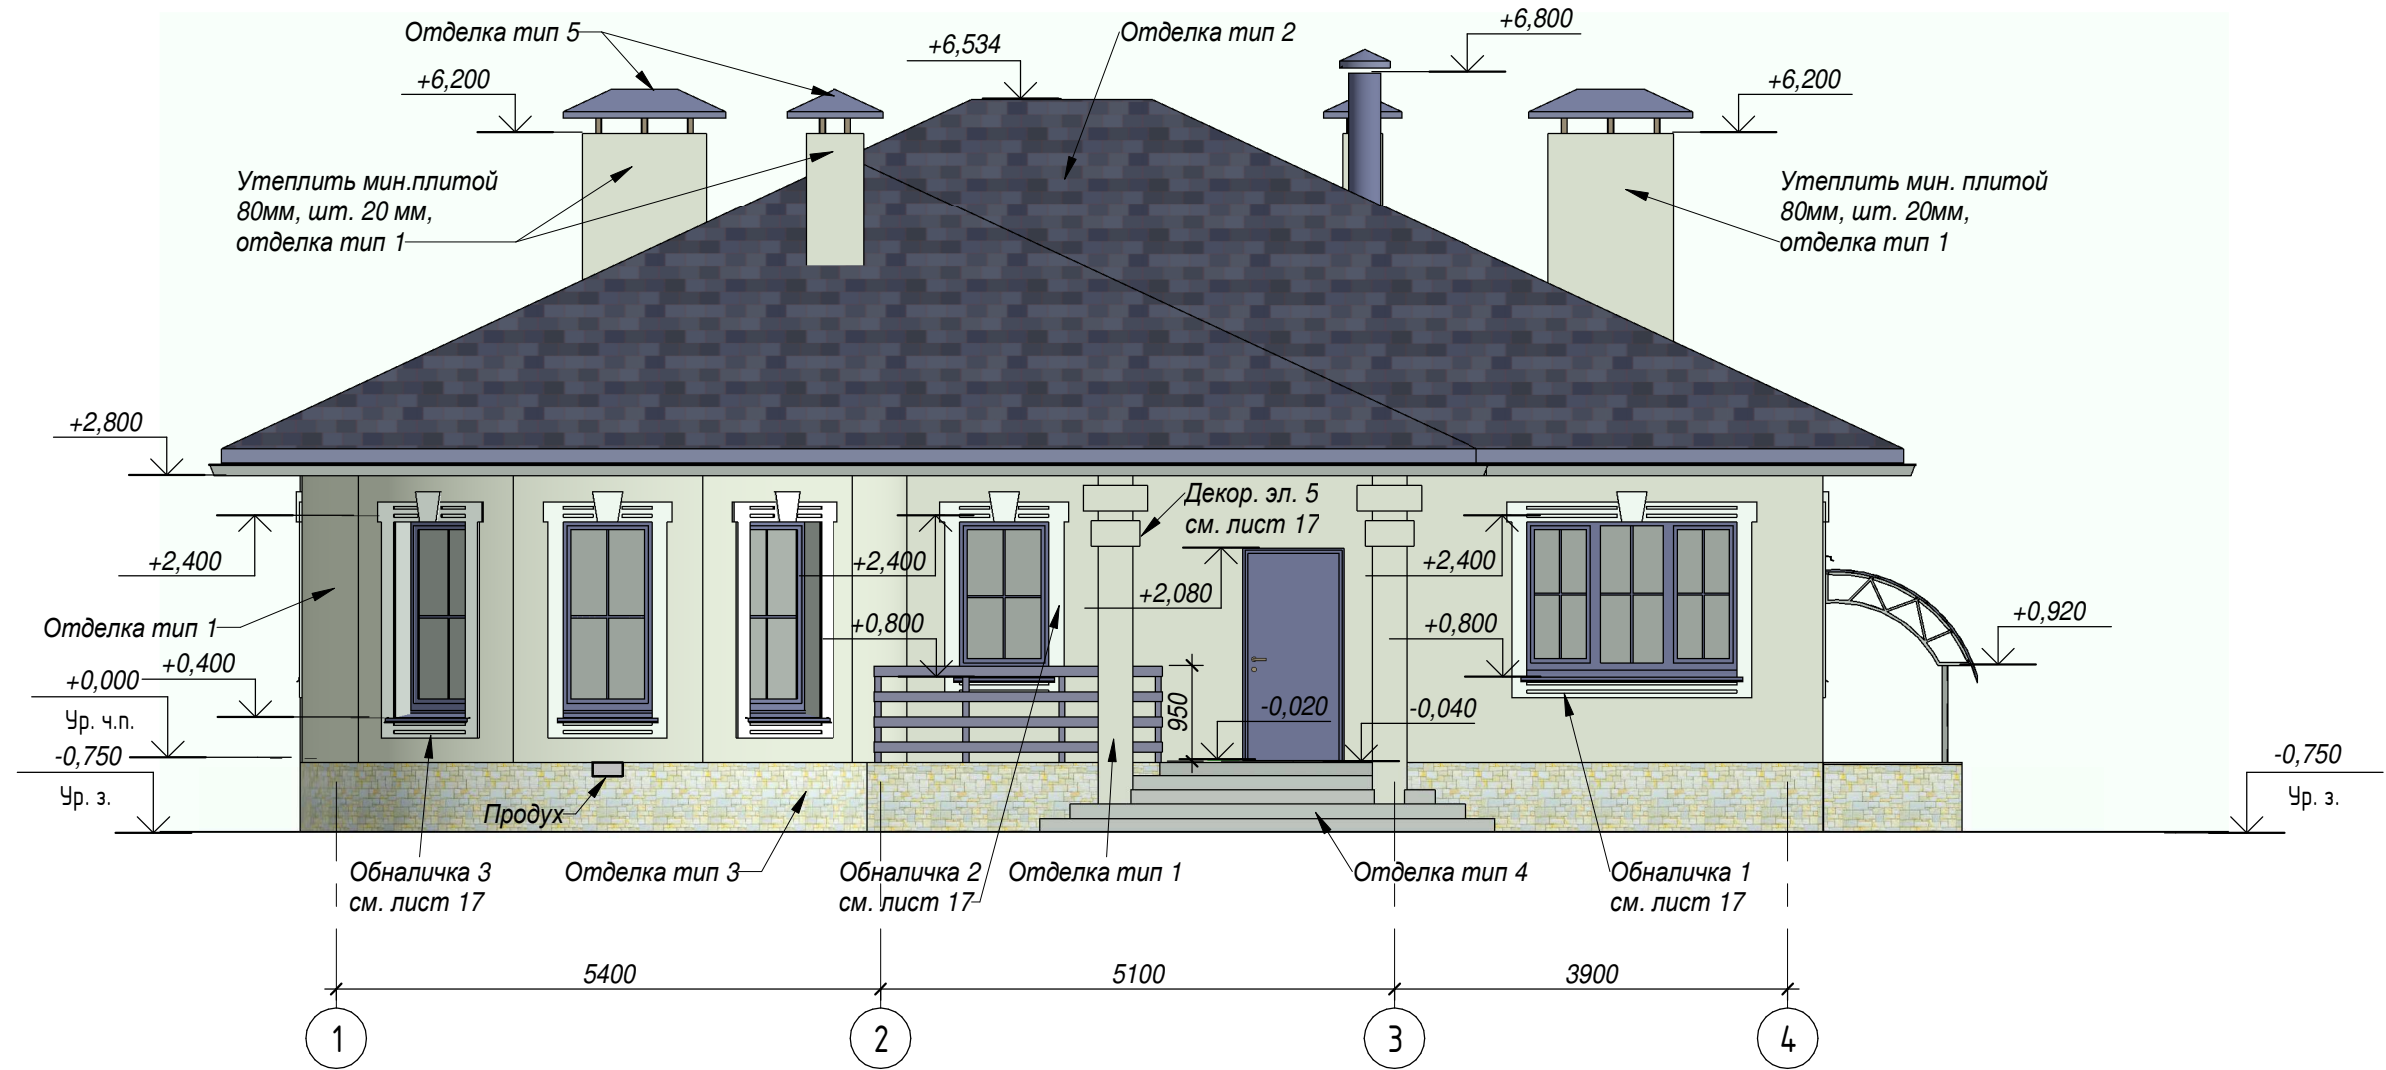 Отделка тип 5
+6,200
+6,534
Отделка тип 2
+6,800
+6,200
Утеплить мин.плитой
80мм, шт. 20 мм,
отделка тип 1
Утеплить мин. плитой
80мм, шт. 20мм,
отделка тип 1
+2,800
+2,400
Отделка тип 1
+0,400
+0,000
Ур. ч.п.
-0,750
Ур. з.
Декор. эл. 5
см. лист 17
+2,400
+2,080
+2,400
+0,800
+0,800
+0,920
950
-0,020
-0,040
-0,750
Ур. з.
Продух
Обналичка 3
см. лист 17
Отделка тип 3
Обналичка 2
см. лист 17
Отделка тип 1
Отделка тип 4
Обналичка 1
см. лист 17
5400
5100
3900
1
2
3
4